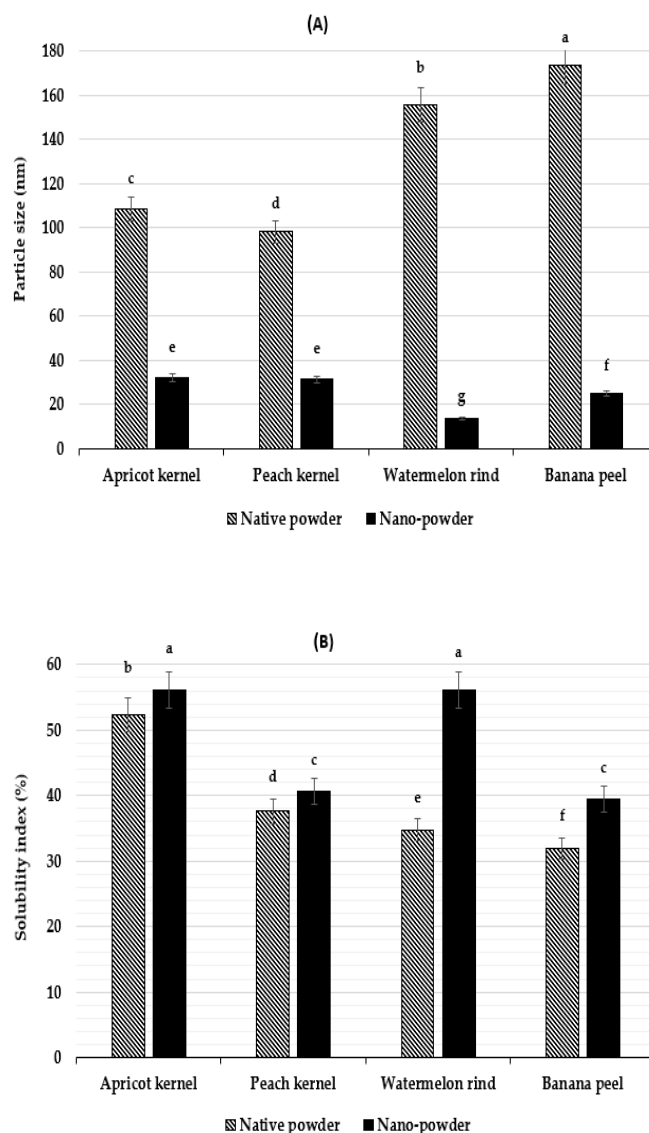 (A)
Particle size (nm)
180
160
140
120
100
80
60
40
20
0
c
e
d
e
b
g
a
f
Apricot kernel
Peach kernel
Watermelon rind
Banana peel
Native powder
Nano-powder
(B)
Solubility index (%)
60
50
40
30
20
10
0
b
a
d
c
e
a
f
c
Apricot kernel
Peach kernel
Watermelon rind
Banana peel
Native powder
Nano-powder